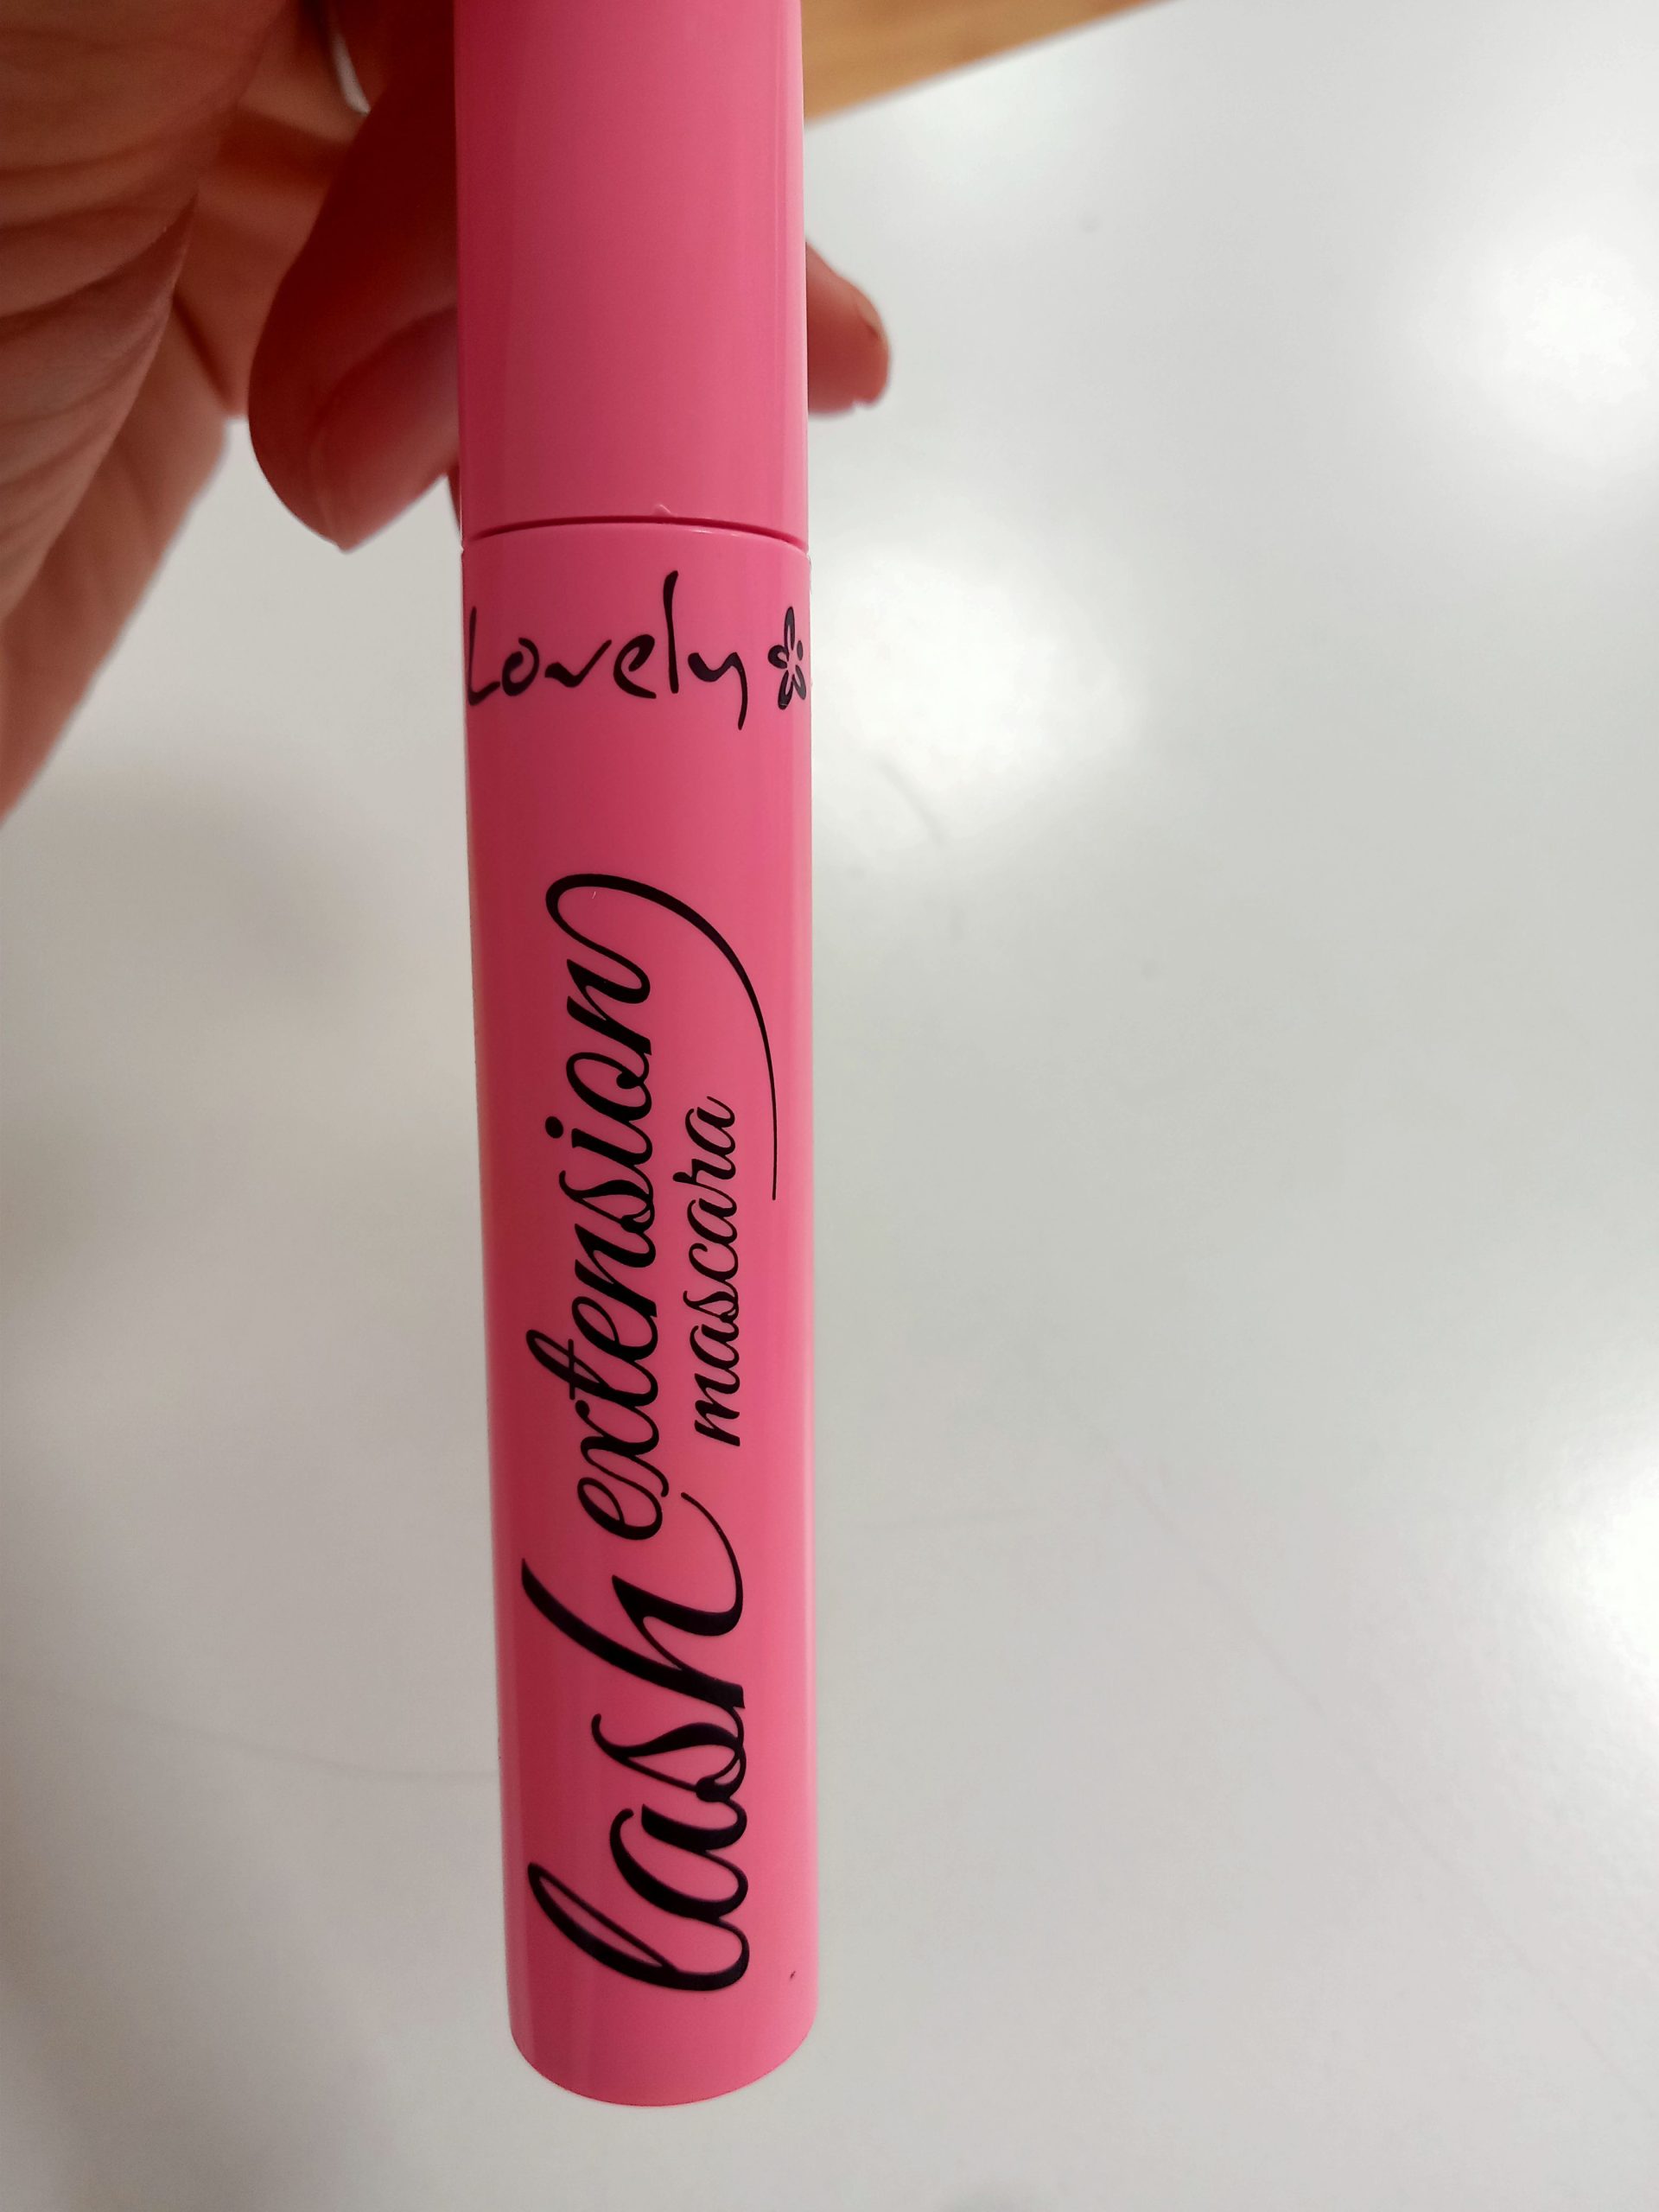 Lovely
lash extension
mascara